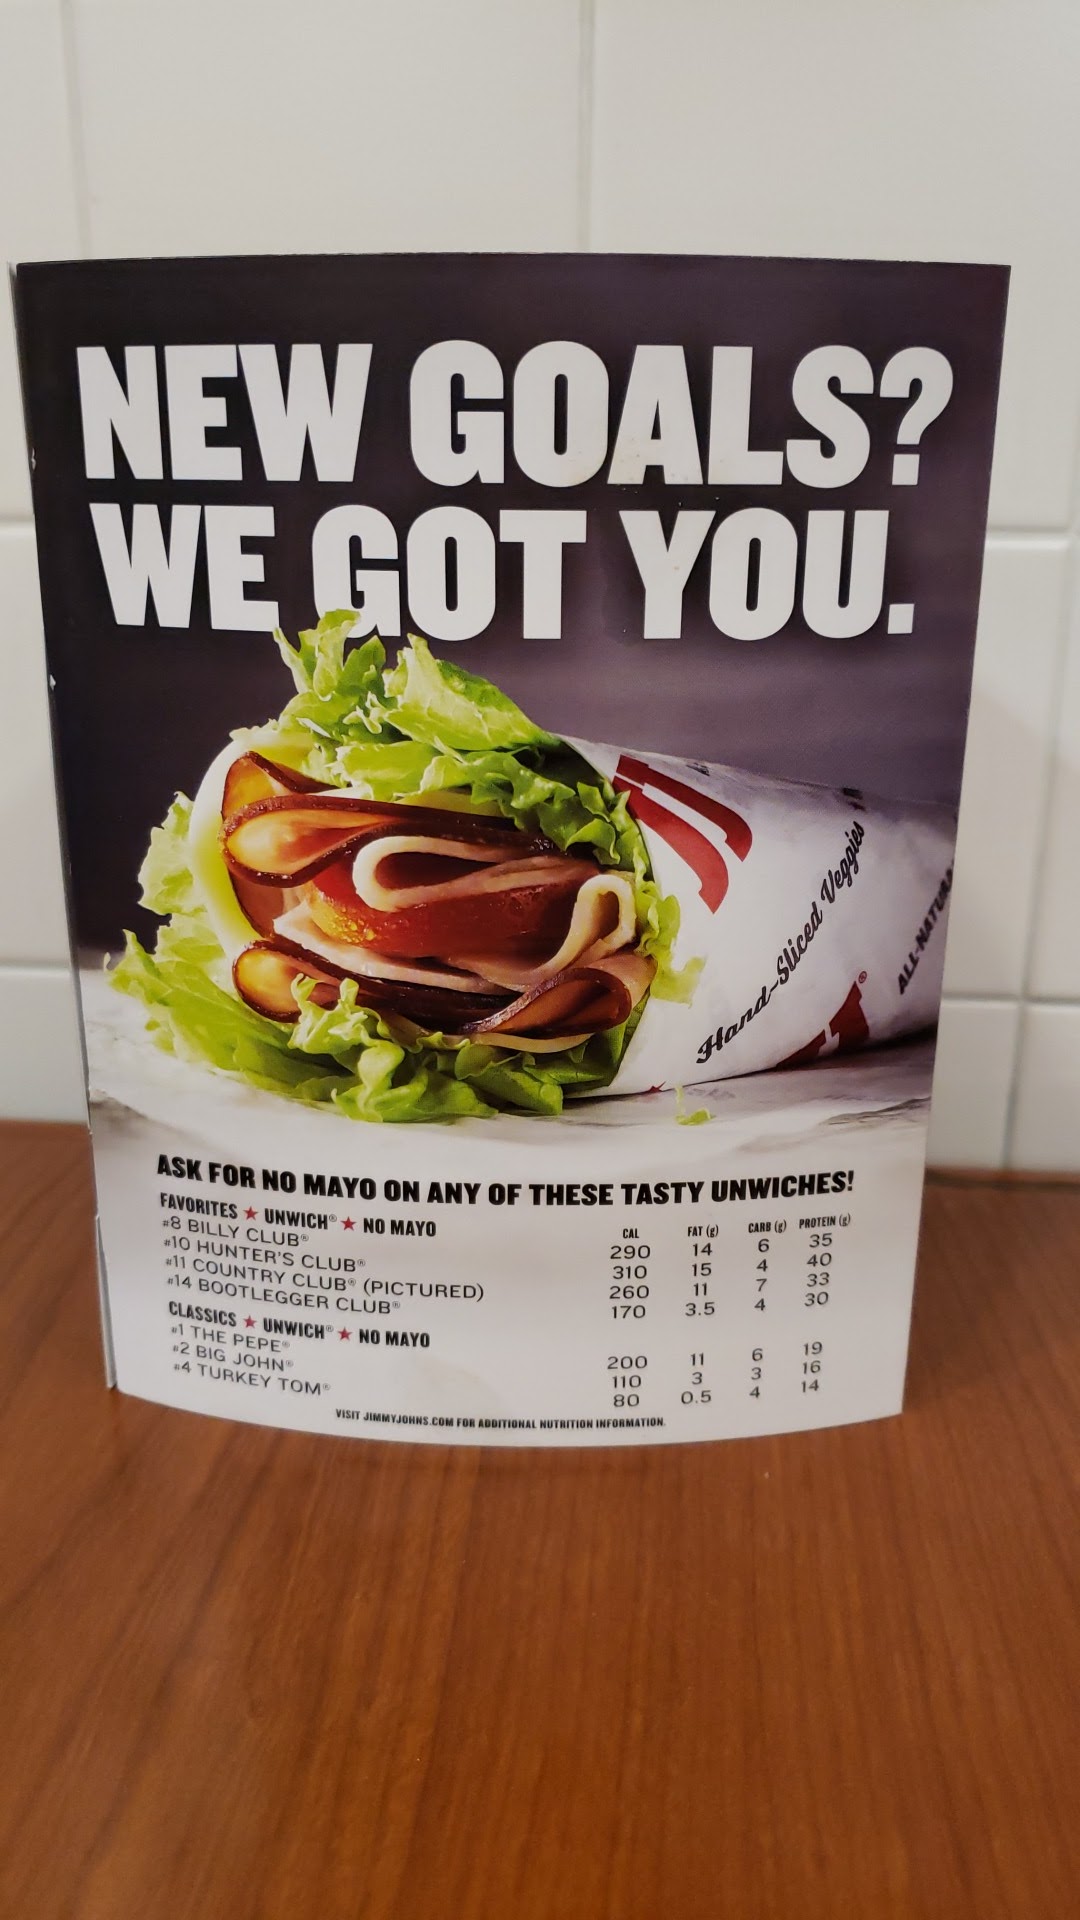 NEW GOALS?
WE GOT YOU.
JJ
Hand-Sliced Veggies
ALL-NATURA
®
ASK FOR NO MAYO ON ANY OF THESE TASTY UNWICHES!
FAVORITES ★ UNWICH® ★ NO MAYO CAL FAT (g) CARB (g) PROTEIN (g)
#8 BILLY CLUB® 290 14 6 35
#10 HUNTER'S CLUB® 310 15 4 40
#11 COUNTRY CLUB® (PICTURED) 260 11 7 33
#14 BOOTLEGGER CLUB® 170 3.5 4 30
CLASSICS ★ UNWICH® ★ NO MAYO
#1 THE PEPE® 200 11 6 19
#2 BIG JOHN® 110 3 3 16
#4 TURKEY TOM® 80 0.5 4 14
VISIT JIMMYJOHNS.COM FOR ADDITIONAL NUTRITION INFORMATION.